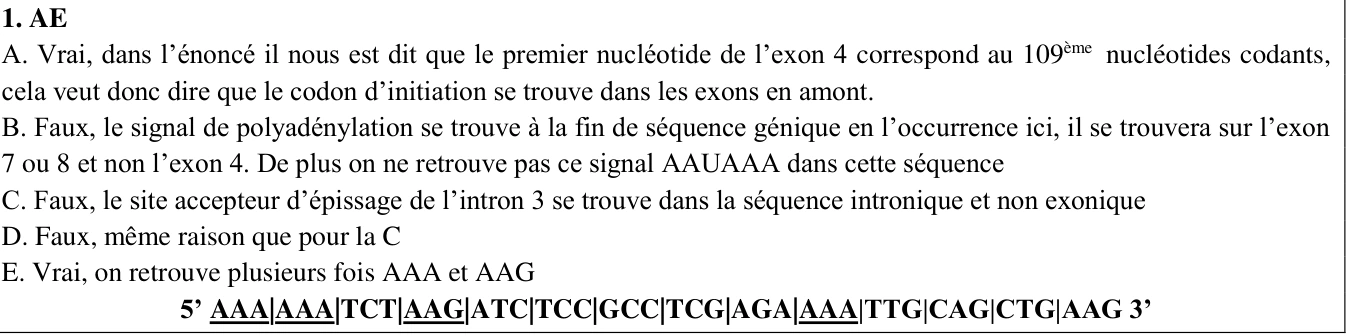 1. AE
A. Vrai, dans l’énoncé il nous est dit que le premier nucléotide de l’exon 4 correspond au 109ème nucléotides codants,
cela veut donc dire que le codon d’initiation se trouve dans les exons en amont.
B. Faux, le signal de polyadénylation se trouve à la fin de séquence génique en l’occurrence ici, il se trouvera sur l’exon
7 ou 8 et non l’exon 4. De plus on ne retrouve pas ce signal AAUAAA dans cette séquence
C. Faux, le site accepteur d’épissage de l’intron 3 se trouve dans la séquence intronique et non exonique
D. Faux, même raison que pour la C
E. Vrai, on retrouve plusieurs fois AAA et AAG
5’ AAA|AAA|TCT|AAG|ATC|TCC|GCC|TCG|AGA|AAA|TTG|CAG|CTG|AAG 3’